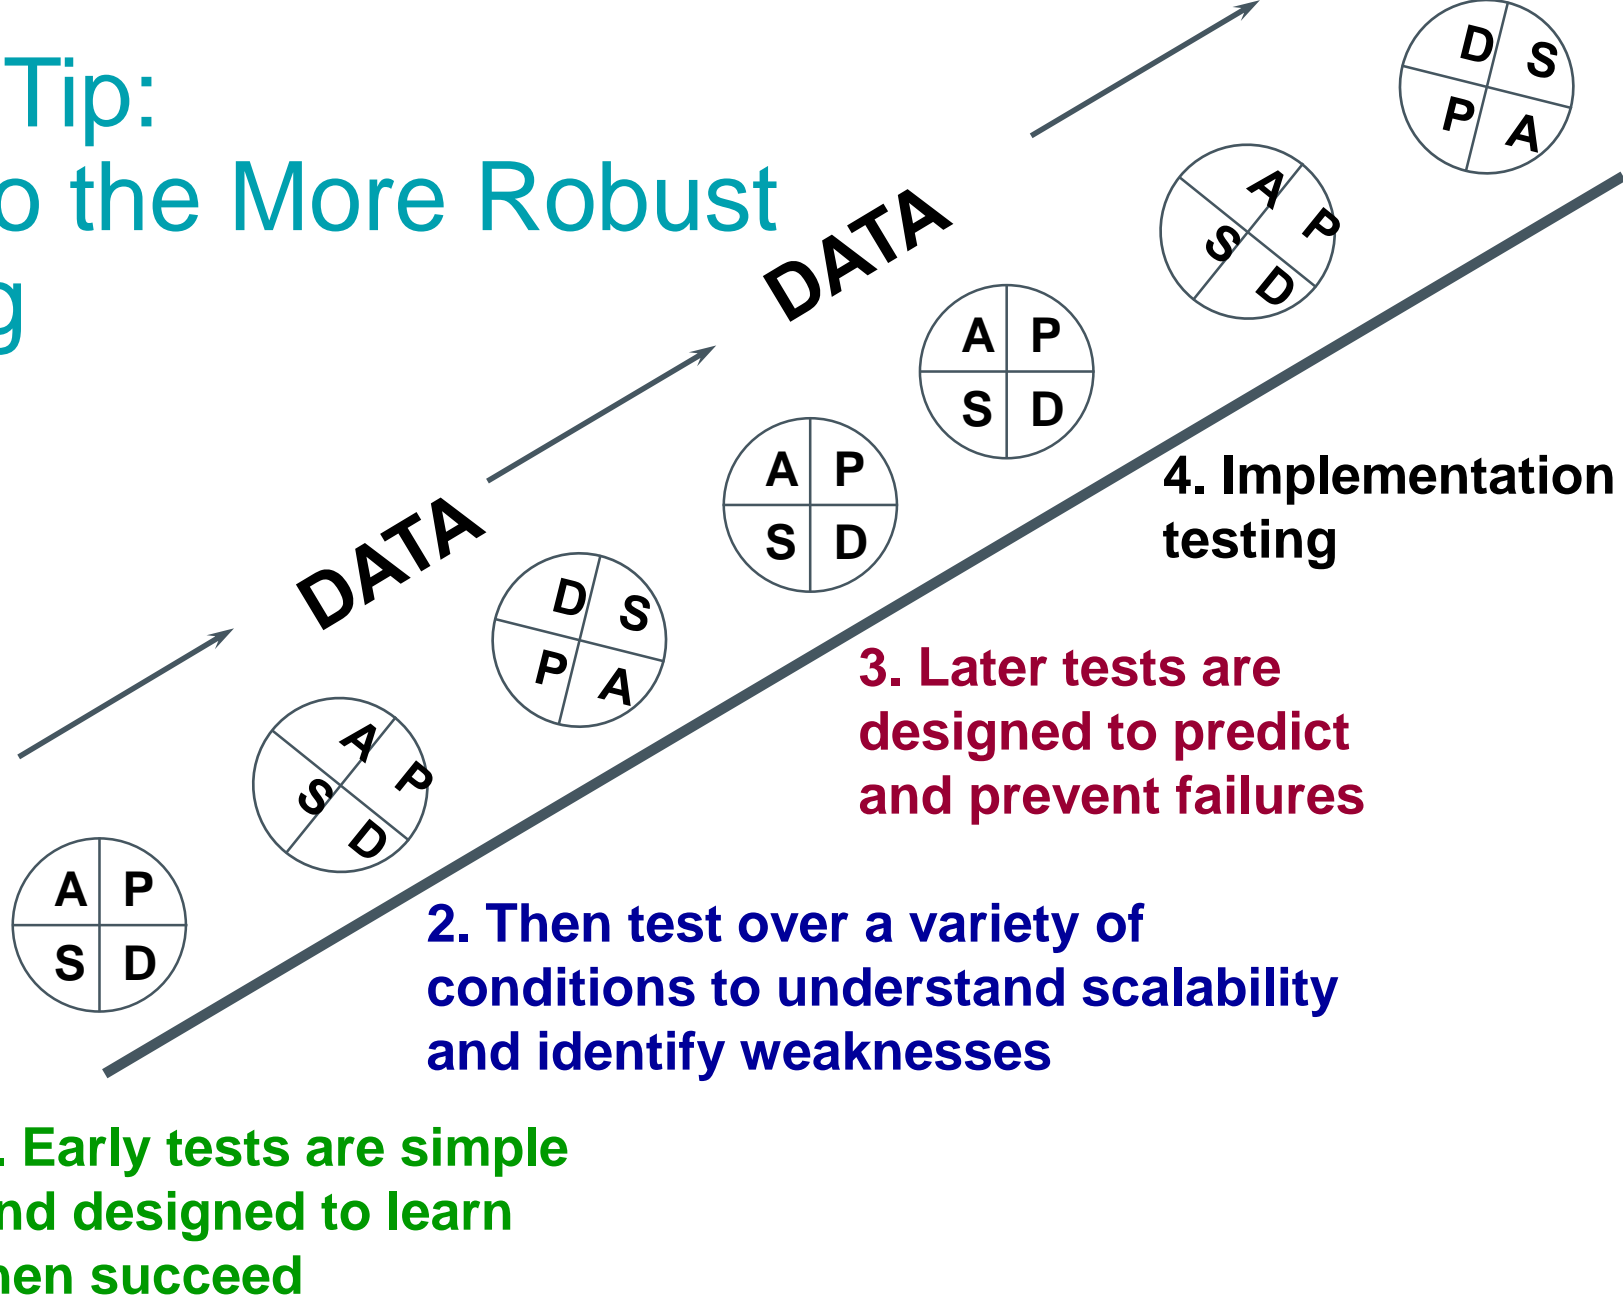 Tip:
o the More Robust
g
DATA
DATA
D S
P A
A P
S D
A P
S D
A P
S D
D S
P A
A P
S D
A P
S D
4. Implementation
testing
3. Later tests are
designed to predict
and prevent failures
2. Then test over a variety of
conditions to understand scalability
and identify weaknesses
. Early tests are simple
nd designed to learn
hen succeed